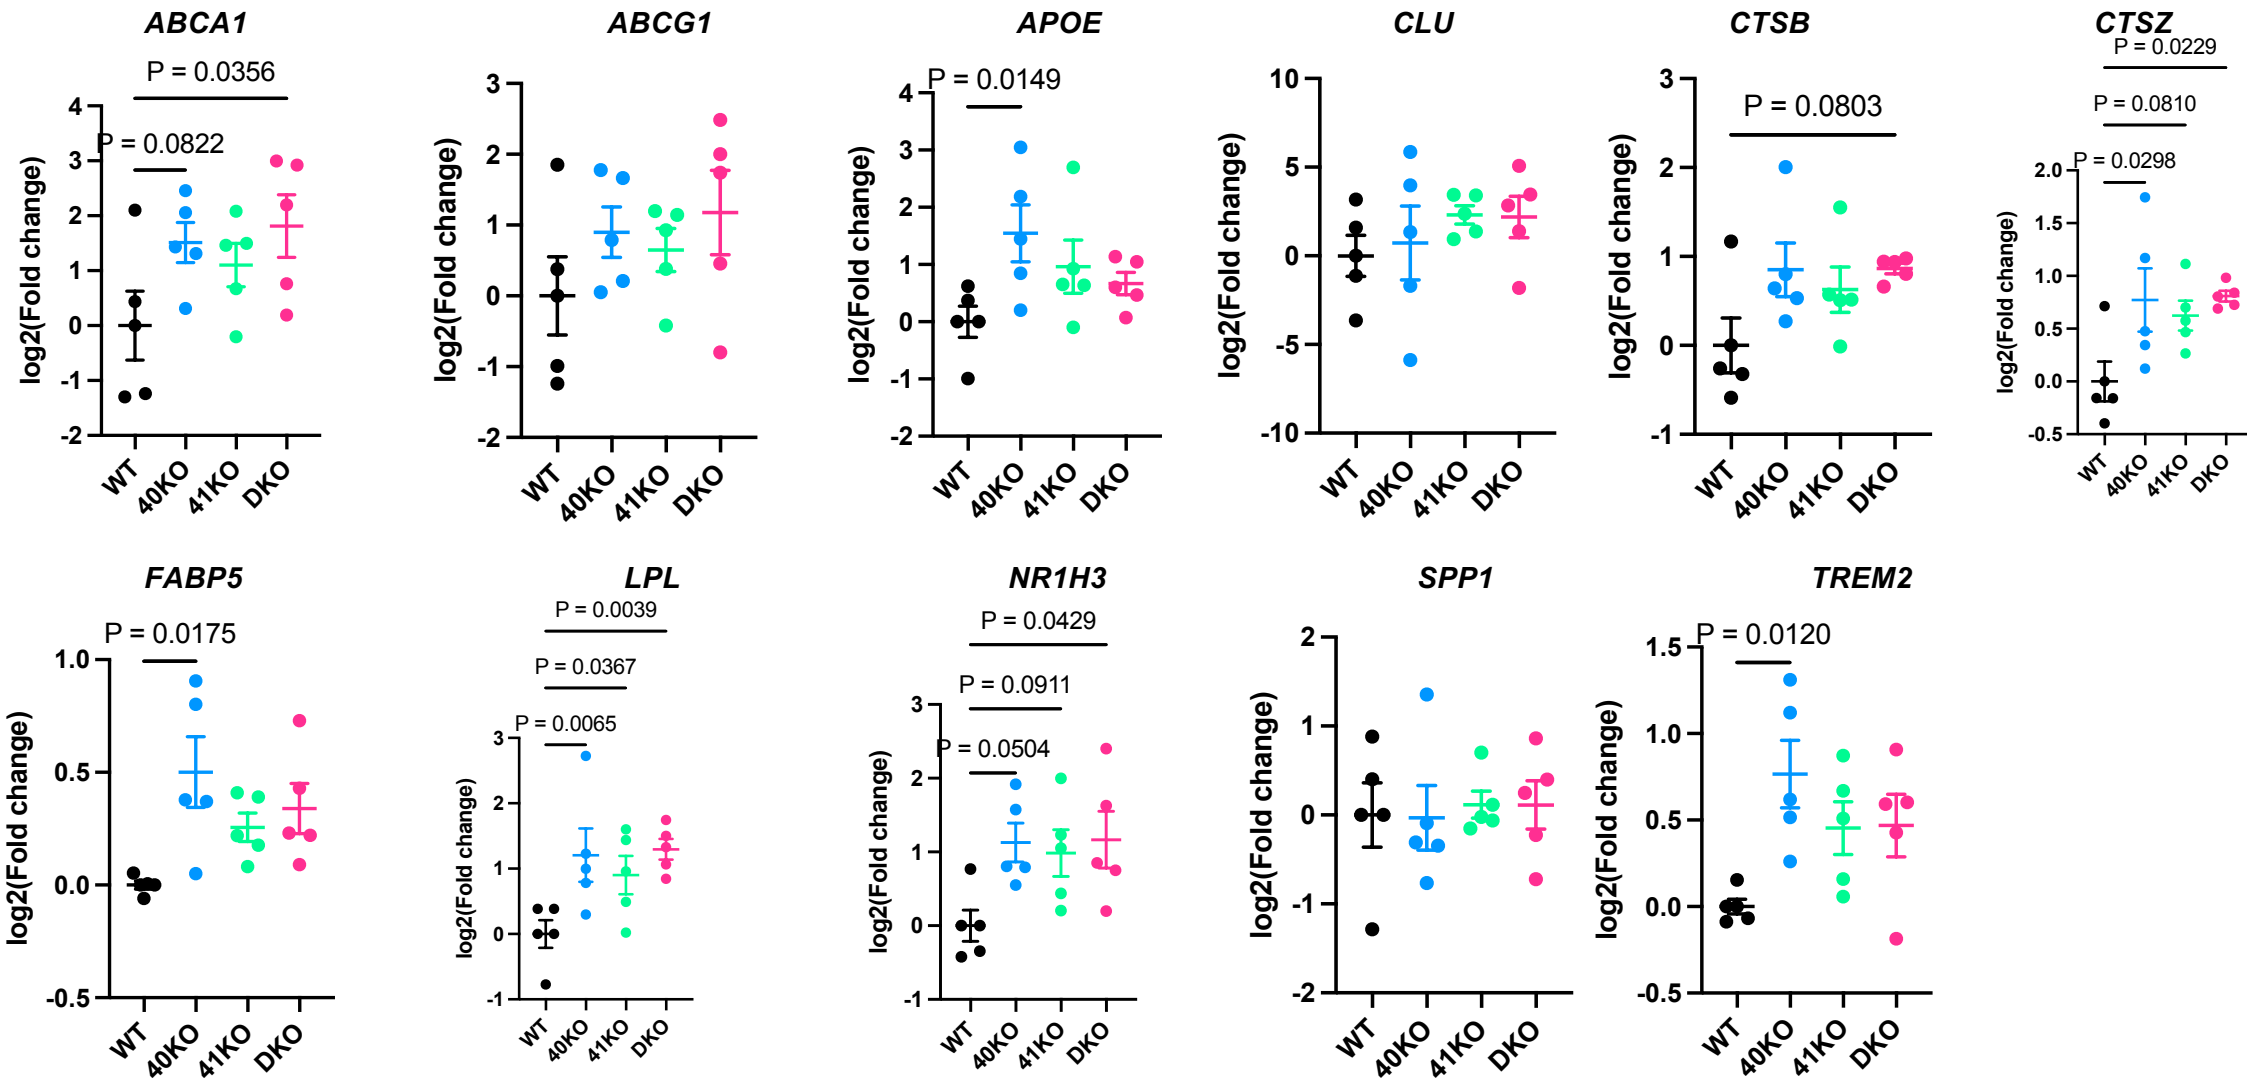 ABCA1
P = 0.0356
P = 0.0822
log2(Fold change)
4
3
2
1
0
-1
-2
WT
40KO
41KO
DKO
ABCG1
log2(Fold change)
3
2
1
0
-1
-2
WT
40KO
41KO
DKO
APOE
P = 0.0149
log2(Fold change)
4
3
2
1
0
-1
-2
WT
40KO
41KO
DKO
CLU
log2(Fold change)
10
5
0
-5
-10
WT
40KO
41KO
DKO
CTSB
P = 0.0803
log2(Fold change)
3
2
1
0
-1
WT
40KO
41KO
DKO
CTSZ
P = 0.0229
P = 0.0810
P = 0.0298
log2(Fold change)
2.0
1.5
1.0
0.5
0.0
-0.5
WT
40KO
41KO
DKO
FABP5
P = 0.0175
log2(Fold change)
1.0
0.5
0.0
-0.5
WT
40KO
41KO
DKO
LPL
P = 0.0039
P = 0.0367
P = 0.0065
log2(Fold change)
3
2
1
0
-1
WT
40KO
41KO
DKO
NR1H3
P = 0.0429
P = 0.0911
P = 0.0504
log2(Fold change)
3
2
1
0
-1
WT
40KO
41KO
DKO
SPP1
log2(Fold change)
2
1
0
-1
-2
WT
40KO
41KO
DKO
TREM2
P = 0.0120
log2(Fold change)
1.5
1.0
0.5
0.0
-0.5
WT
40KO
41KO
DKO